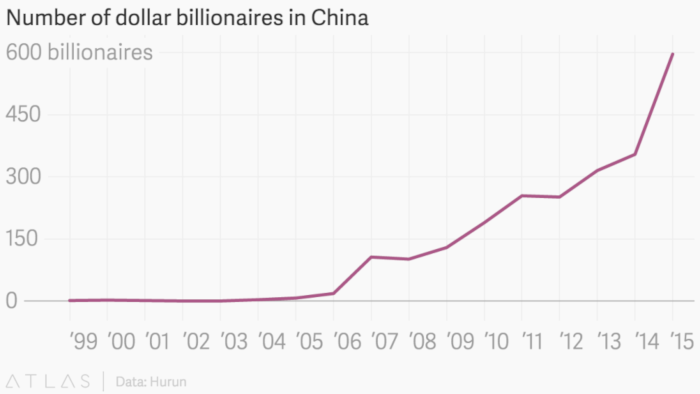 Number of dollar billionaires in China
600 billionaires
450
300
150
0
’99 ’00 ’01 ’02 ’03 ’04 ’05 ’06 ’07 ’08 ’09 ’10 ’11 ’12 ’13 ’14 ’15
ATLAS | Data: Hurun